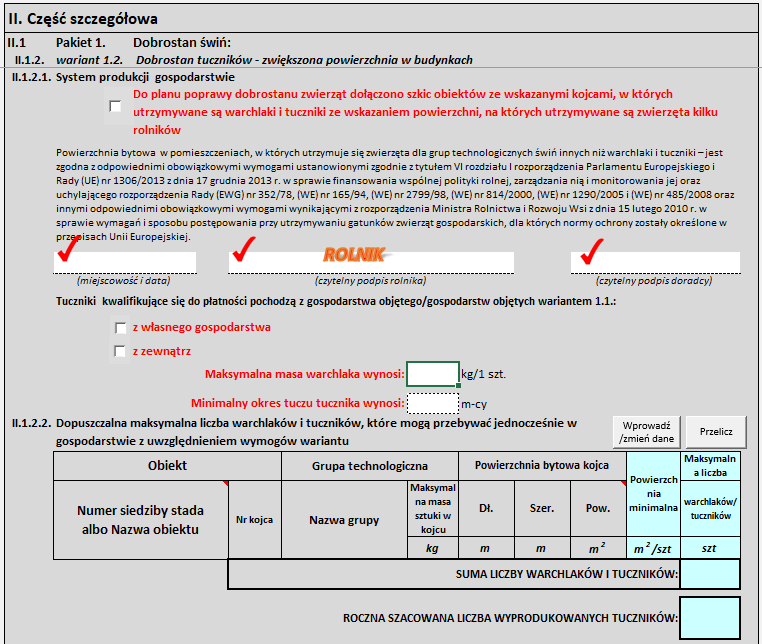 II. Część szczegółowa
II.1 Pakiet 1. Dobrostan świń:
II.1.2. wariant 1.2. Dobrostan tuczników - zwiększona powierzchnia w budynkach
II.1.2.1. System produkcji gospodarstwie
Do planu poprawy dobrostanu zwierząt dołączono szkic obiektów ze wskazanymi kojcami, w których
utrzymywane są warchlaki i tuczniki ze wskazaniem powierzchni, na których utrzymywane są zwierzęta kilku
rolników
Powierzchnia bytowa w pomieszczeniach, w których utrzymuje się zwierzęta dla grup technologicznych świń innych niż warchlaki i tuczniki – jest
zgodna z odpowiednimi obowiązkowymi wymogami ustanowionymi zgodnie z tytułem VI rozdziału I rozporządzenia Parlamentu Europejskiego i
Rady (UE) nr 1306/2013 z dnia 17 grudnia 2013 r. w sprawie finansowania wspólnej polityki rolnej, zarządzania nią i monitorowania jej oraz
uchylającego rozporządzenia Rady (EWG) nr 352/78, (WE) nr 165/94, (WE) nr 2799/98, (WE) nr 814/2000, (WE) nr 1290/2005 i (WE) nr 485/2008 oraz
innymi odpowiednimi obowiązkowymi wymogami wynikającymi z rozporządzenia Ministra Rolnictwa i Rozwoju Wsi z dnia 15 lutego 2010 r. w
sprawie wymagań i sposobu postępowania przy utrzymywaniu gatunków zwierząt gospodarskich, dla których normy ochrony zostały określone w
przepisach Unii Europejskiej.
ROLNIK
(miejscowość i data) (czytelny podpis rolnika) (czytelny podpis doradcy)
Tuczniki kwalifikujące się do płatności pochodzą z gospodarstwa objętego/gospodarstw objętych wariantem 1.1.:
z własnego gospodarstwa
z zewnątrz
Maksymalna masa warchlaka wynosi: kg/1 szt.
Minimalny okres tuczu tucznika wynosi: m-cy
II.1.2.2. Dopuszczalna maksymalna liczba warchlaków i tuczników, które mogą przebywać jednocześnie w
gospodarstwie z uwzględnieniem wymogów wariantu
Wprowadź
/zmień dane
Przelicz
Obiekt
Grupa technologiczna
Powierzchnia bytowa kojca
Powierzch
nia
minimalna
Maksymaln
a liczba
Numer siedziby stada
albo Nazwa obiektu
Nr kojca
Nazwa grupy
Maksymal
na masa
sztuki w
kojcu
Dł. Szer. Pow.
warchlaków/
tuczników
kg m m m² m²/szt szt
SUMA LICZBY WARCHLAKÓW I TUCZNIKÓW:
ROCZNA SZACOWANA LICZBA WYPRODUKOWANYCH TUCZNIKÓW: